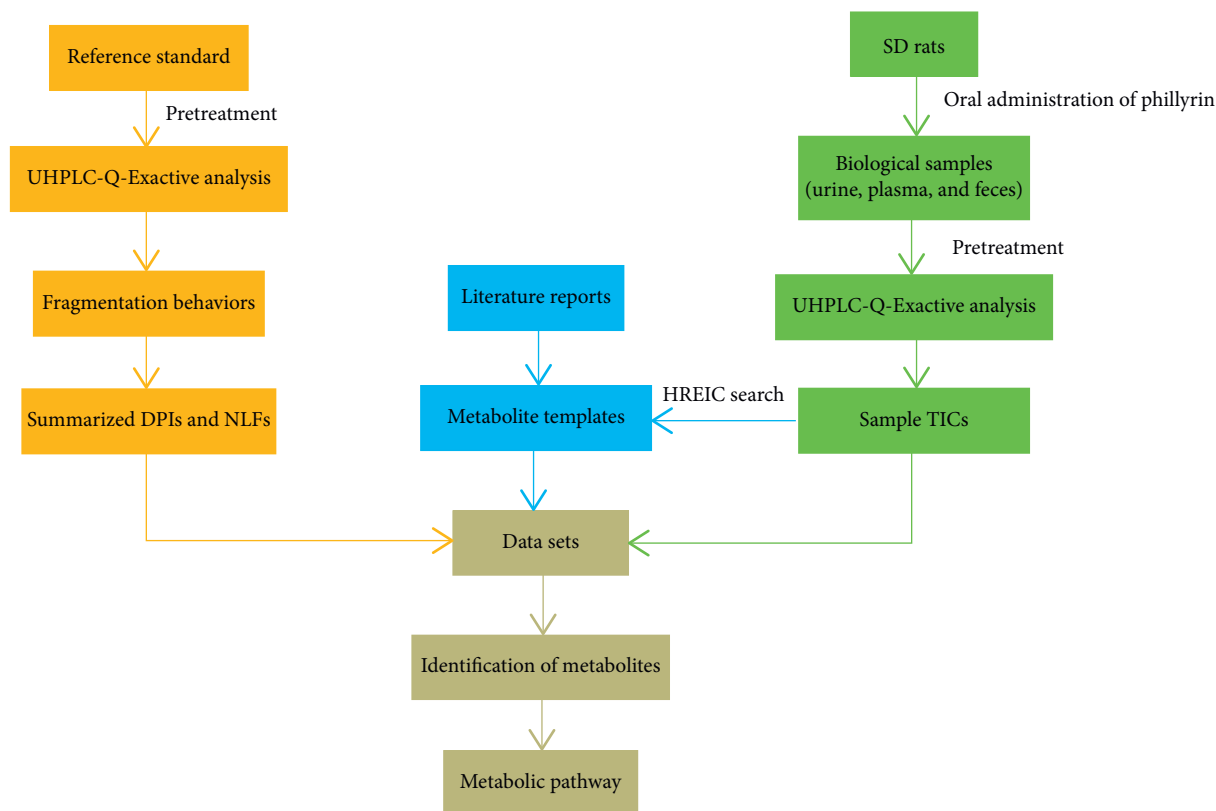 Reference standard
Pretreatment
UHPLC-Q-Exactive analysis
Fragmentation behaviors
Summarized DPIs and NLFs
Literature reports
Metabolite templates
HREIC search
SD rats
Oral administration of phillyrin
Biological samples
(urine, plasma, and feces)
Pretreatment
UHPLC-Q-Exactive analysis
Sample TICs
Data sets
Identification of metabolites
Metabolic pathway